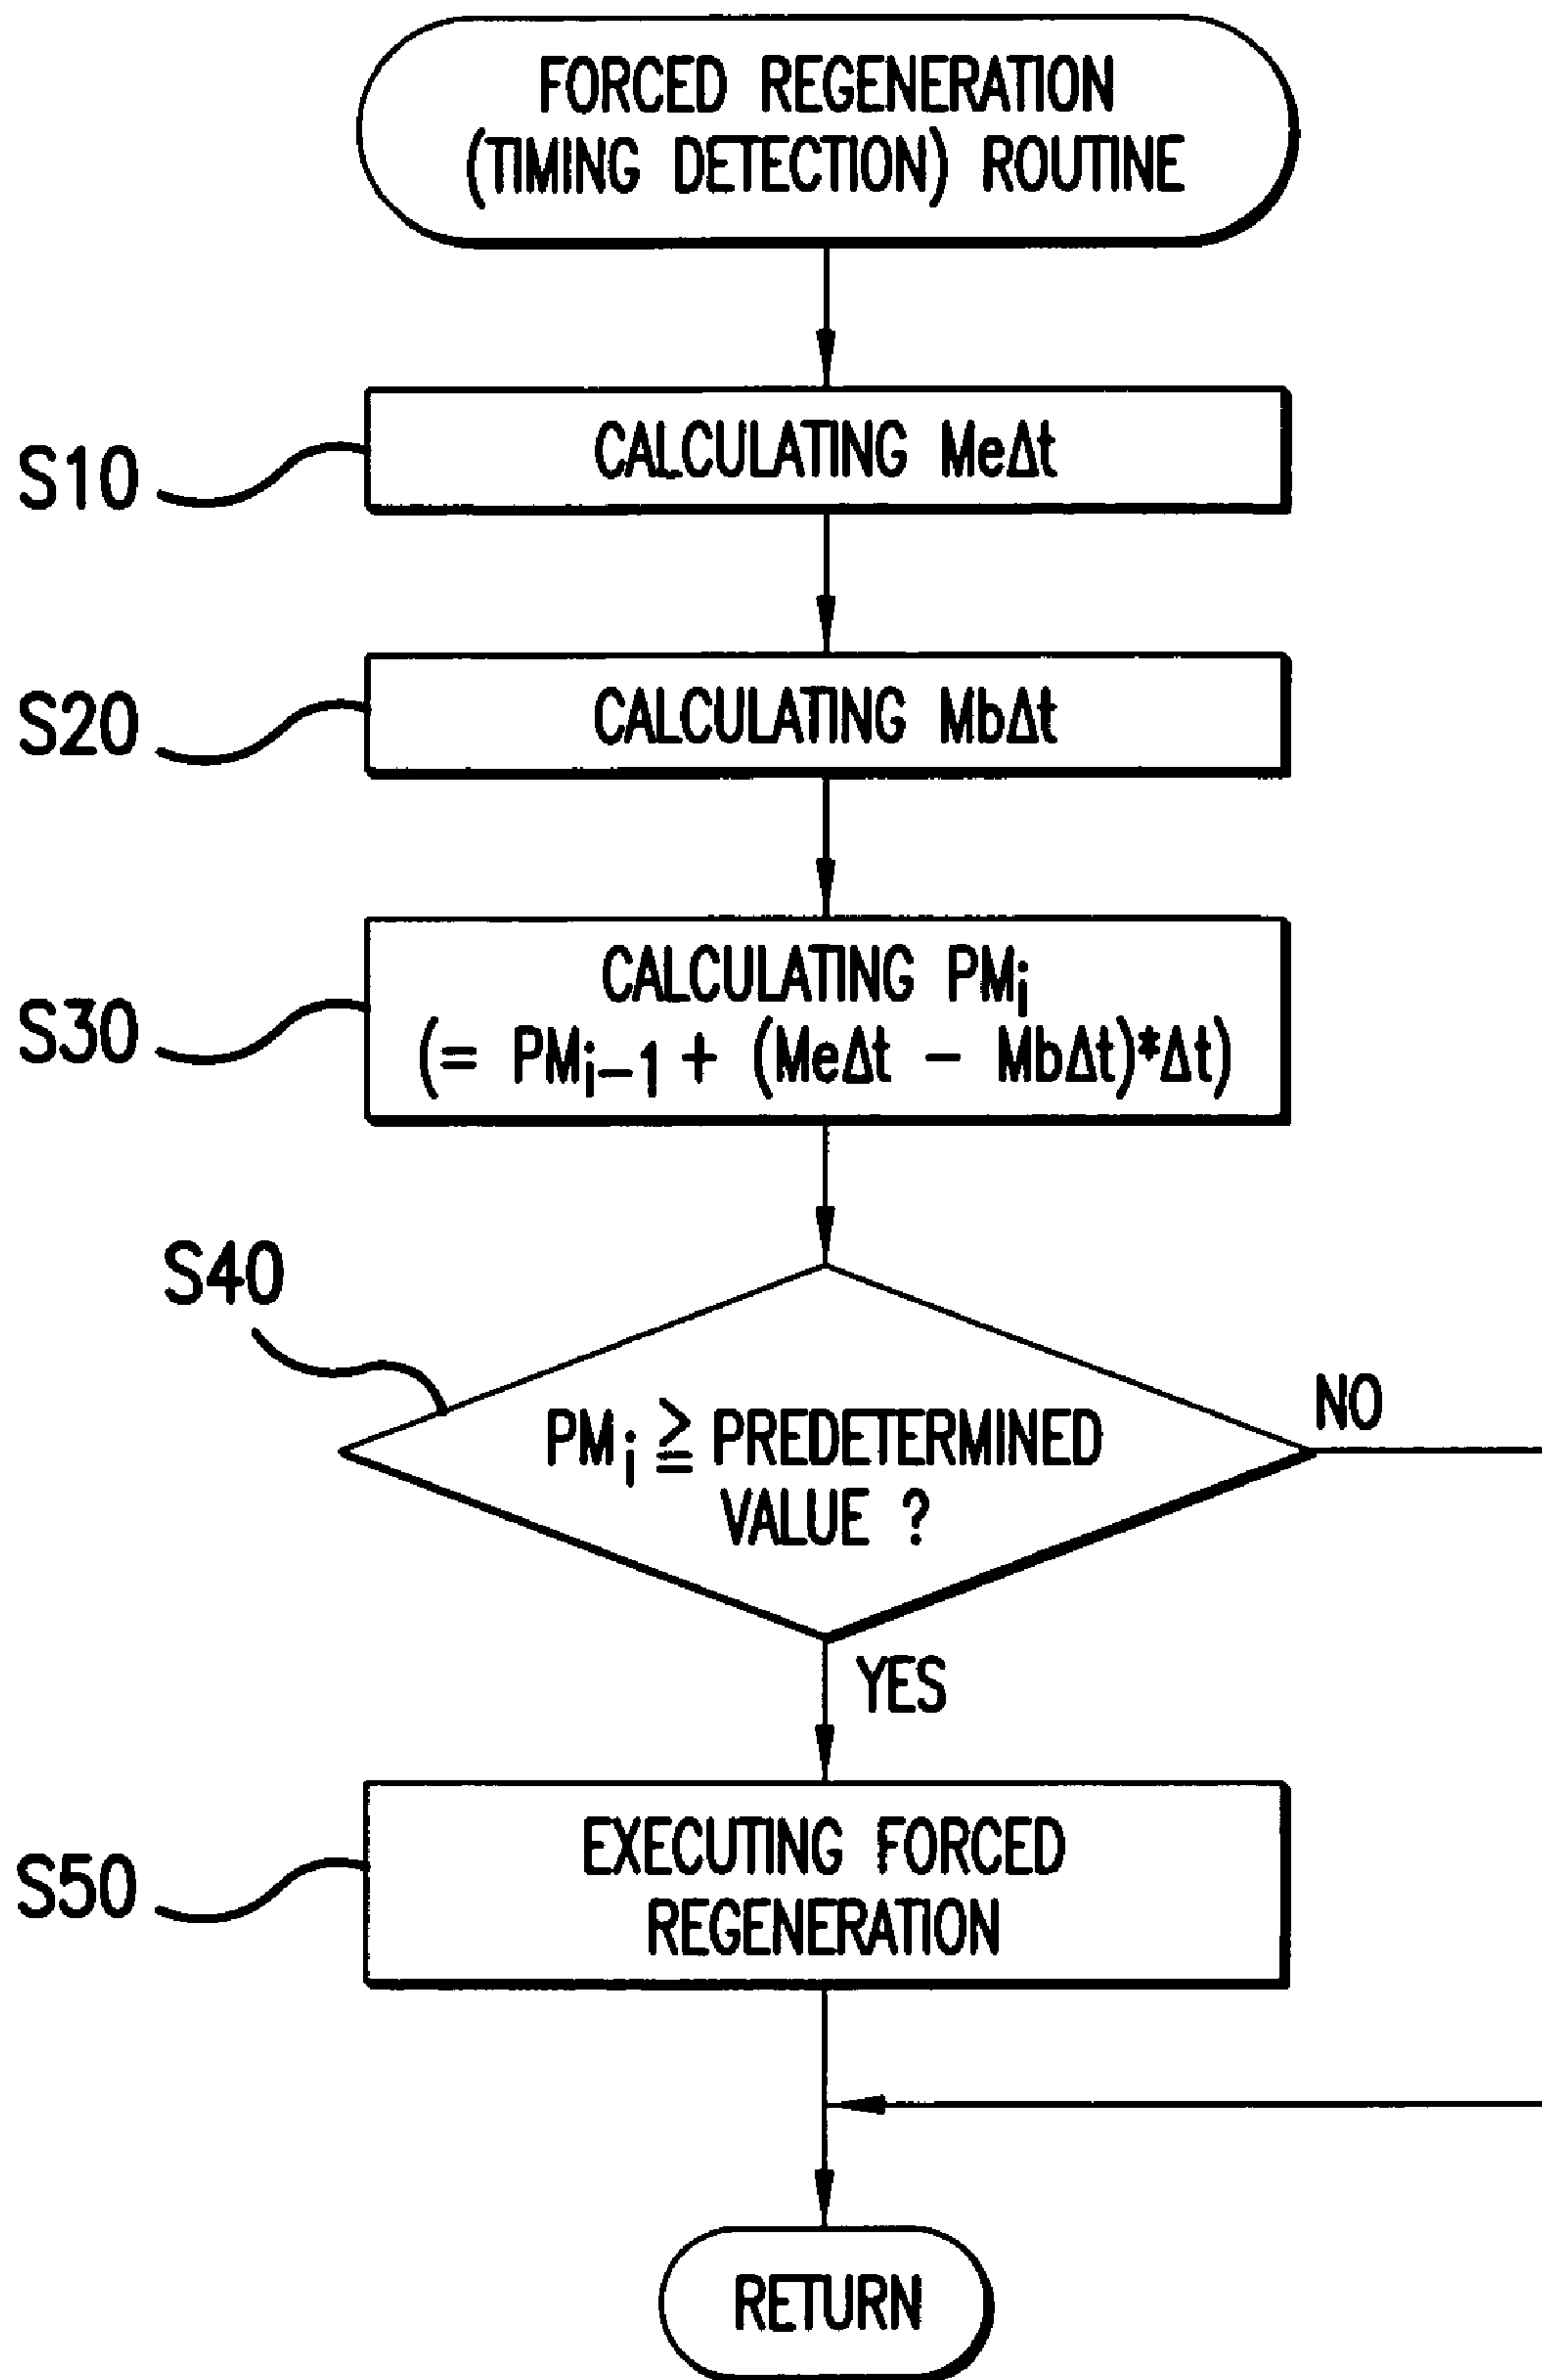 FORCED REGENERATION
(TIMING DETECTION) ROUTINE
S10
CALCULATING MeΔt
S20
CALCULATING MbΔt
S30
CALCULATING PMi
(= PMi-1 + (MeΔt - MbΔt)*Δt)
S40
PMi ≧ PREDETERMINED
VALUE ?
NO
YES
S50
EXECUTING FORCED
REGENERATION
RETURN